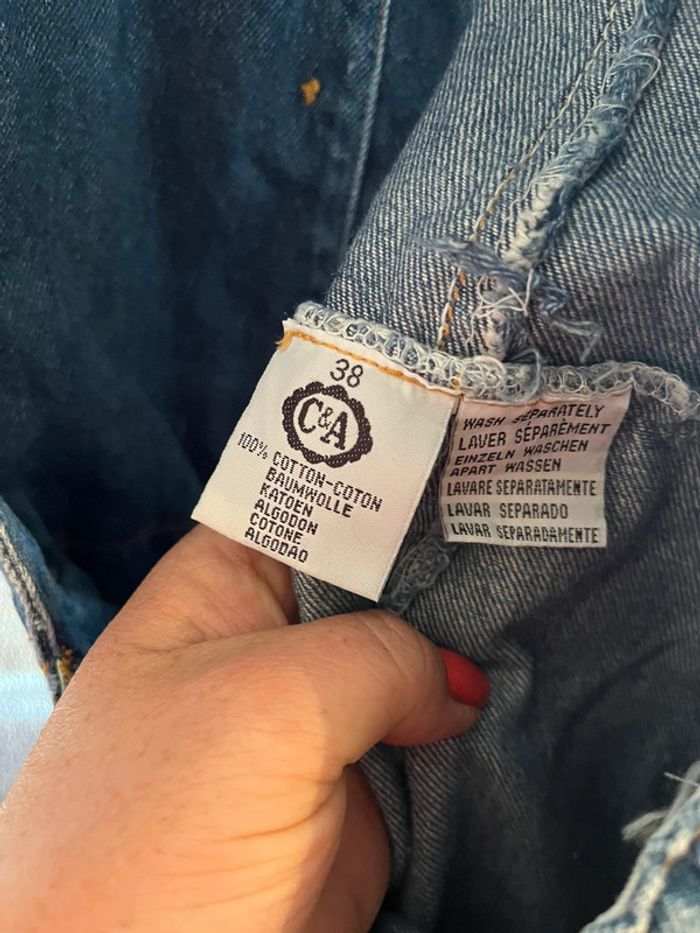 38
C&A
100% COTTON-COTON
BAUMWOLLE
KATOEN
ALGODON
COTONE
ALGODAO
WASH SEPARATELY
LAVER SÉPARÉMENT
EINZELN WASCHEN
APART WASSEN
LAVARE SEPARATAMENTE
LAVAR SEPARADO
LAVAR SEPARADAMENTE